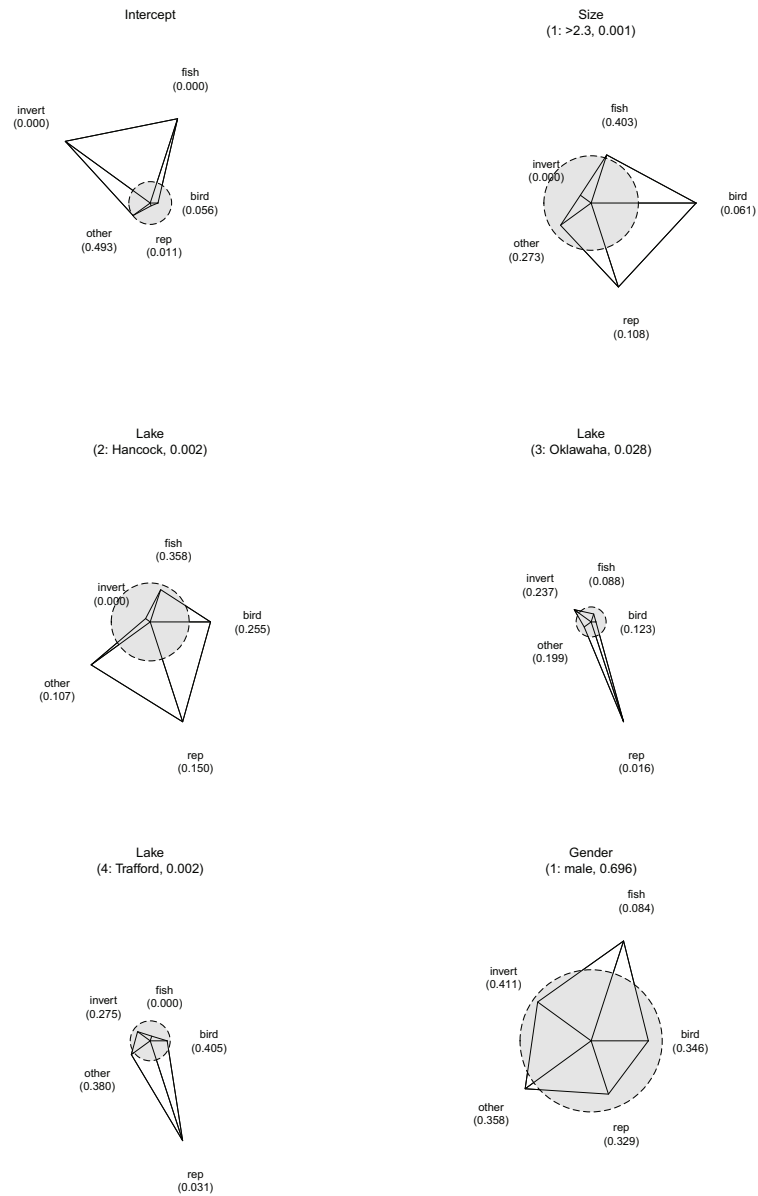 Intercept
fish
(0.000)
invert
(0.000)
bird
(0.056)
other
(0.493)
rep
(0.011)
Size
(1: >2.3, 0.001)
fish
(0.403)
invert
(0.000)
bird
(0.061)
other
(0.273)
rep
(0.108)
Lake
(2: Hancock, 0.002)
fish
(0.358)
invert
(0.000)
bird
(0.255)
other
(0.107)
rep
(0.150)
Lake
(3: Oklawaha, 0.028)
fish
(0.088)
invert
(0.237)
bird
(0.123)
other
(0.199)
rep
(0.016)
Lake
(4: Trafford, 0.002)
fish
(0.000)
invert
(0.275)
bird
(0.405)
other
(0.380)
rep
(0.031)
Gender
(1: male, 0.696)
fish
(0.084)
invert
(0.411)
bird
(0.346)
other
(0.358)
rep
(0.329)